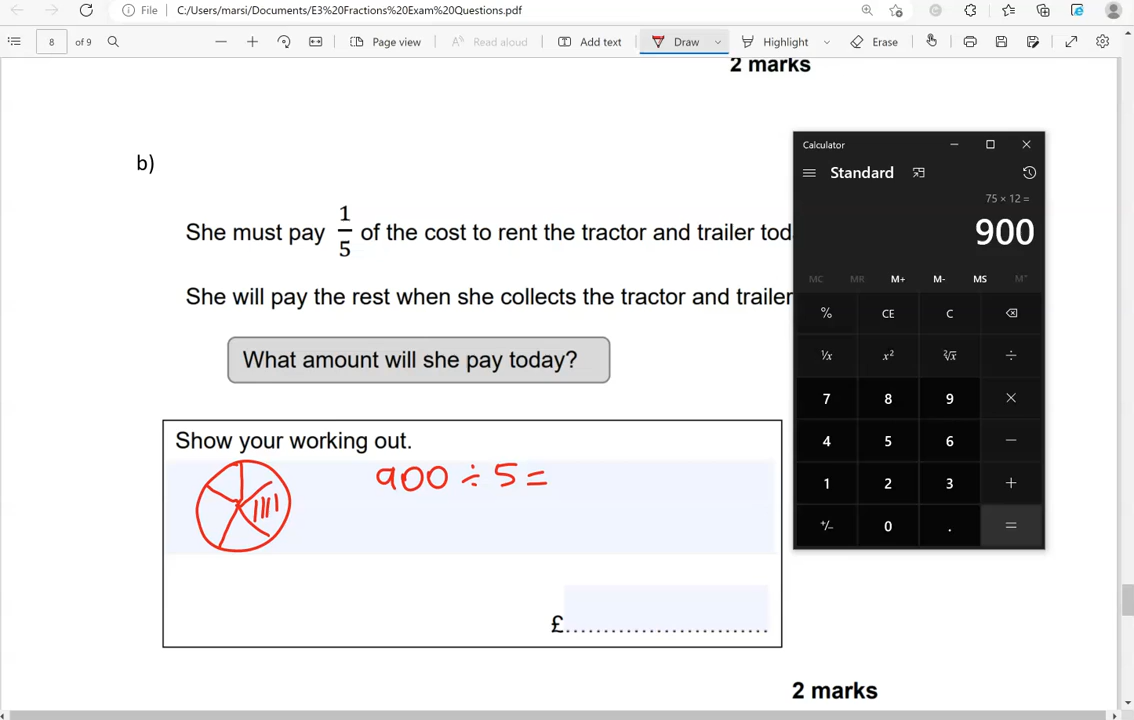 File C:/Users/marsi/Documents/E3%20Fractions%20Exam%20Questions.pdf
8 of 9 Page view Read aloud Add text Draw Highlight Erase
2 marks
b)
She must pay 1/5 of the cost to rent the tractor and trailer tod
She will pay the rest when she collects the tractor and trailer
What amount will she pay today?
Show your working out.
900 ÷ 5 =
£..............................
2 marks
Calculator
Standard
75 × 12 =
900
MC MR M+ M- MS M˅
% CE C
¹/x x² ²√x ÷
7 8 9 ×
4 5 6 −
1 2 3 +
+/− 0 . =